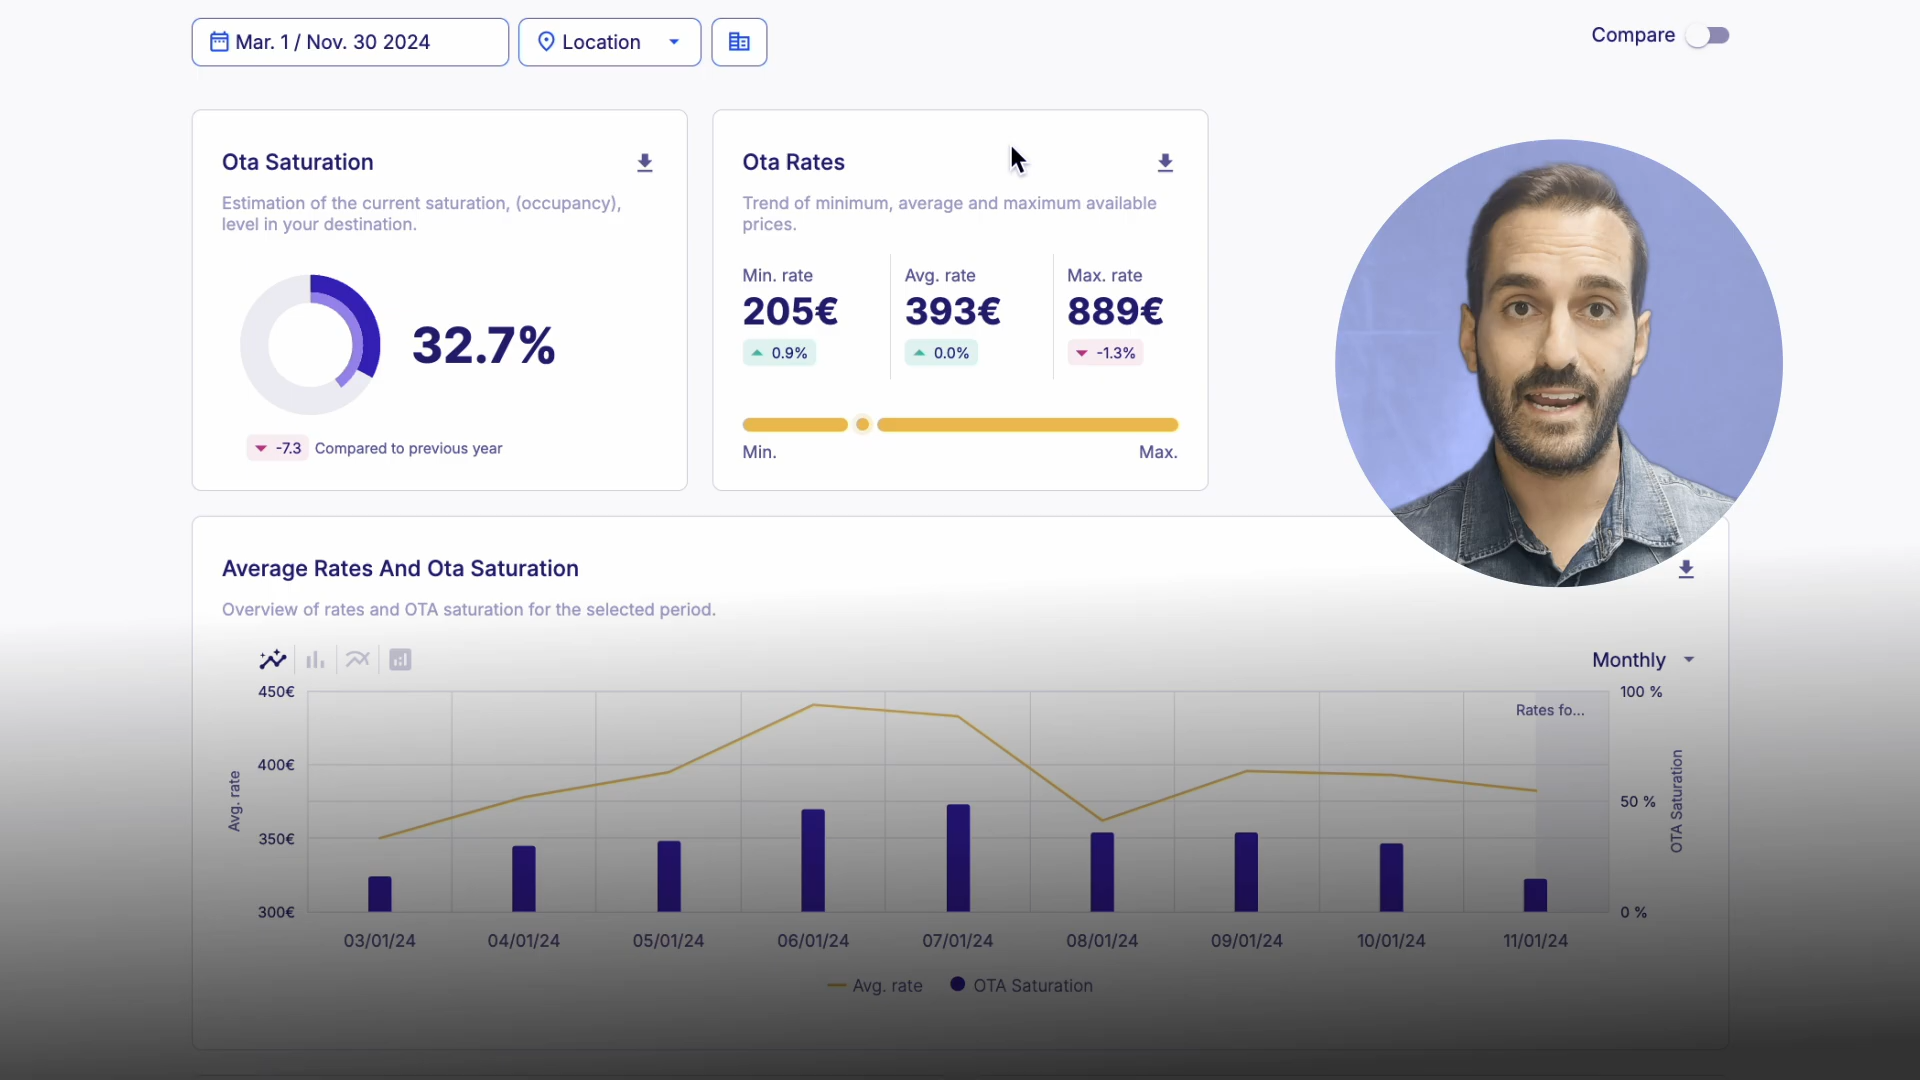 Mar. 1 / Nov. 30 2024
Location
Compare
Ota Saturation
Estimation of the current saturation, (occupancy),
level in your destination.
32.7%
-7.3 Compared to previous year
Ota Rates
Trend of minimum, average and maximum available
prices.
Min. rate
205€
0.9%
Avg. rate
393€
0.0%
Max. rate
889€
-1.3%
Min.
Max.
Average Rates And Ota Saturation
Overview of rates and OTA saturation for the selected period.
Monthly
450€
400€
350€
300€
Avg. rate
100 %
50 %
0 %
OTA Saturation
Rates fo...
03/01/24
04/01/24
05/01/24
06/01/24
07/01/24
08/01/24
09/01/24
10/01/24
11/01/24
Avg. rate
OTA Saturation